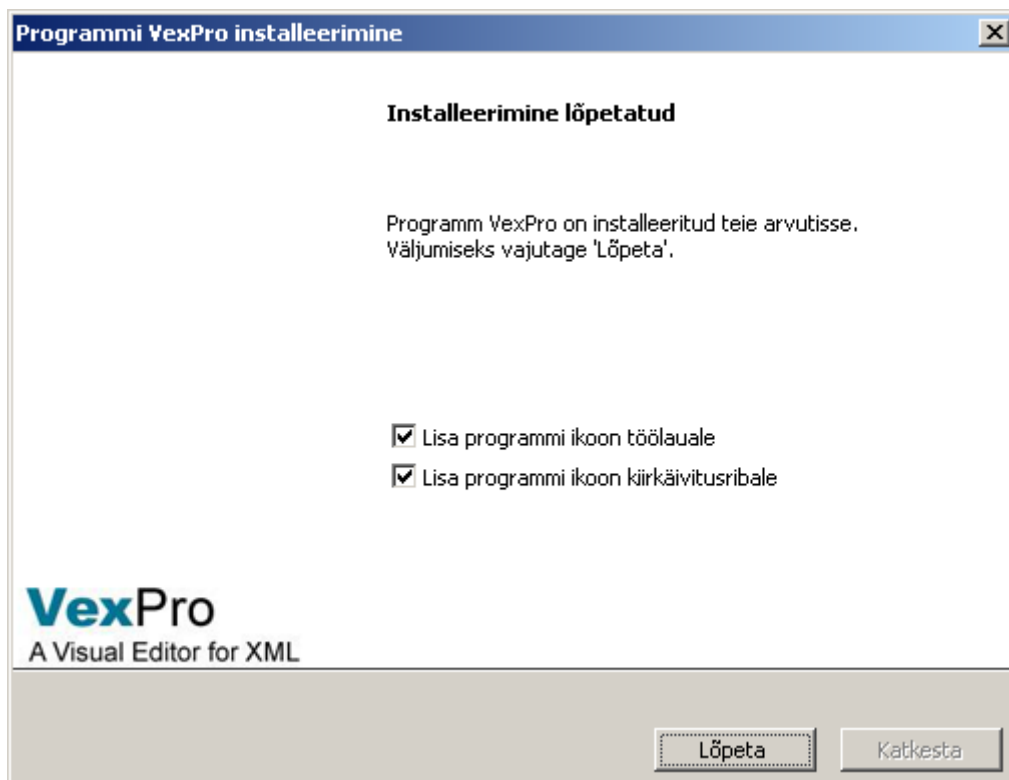 Programmi VexPro installeerimine
Installeerimine lõpetatud
Programm VexPro on installeeritud teie arvutisse.
Väljumiseks vajutage 'Lõpeta'.
Lisa programmi ikoon töölauale
Lisa programmi ikoon kiirkäivitusribale
VexPro
A Visual Editor for XML
Lõpeta
Katkesta